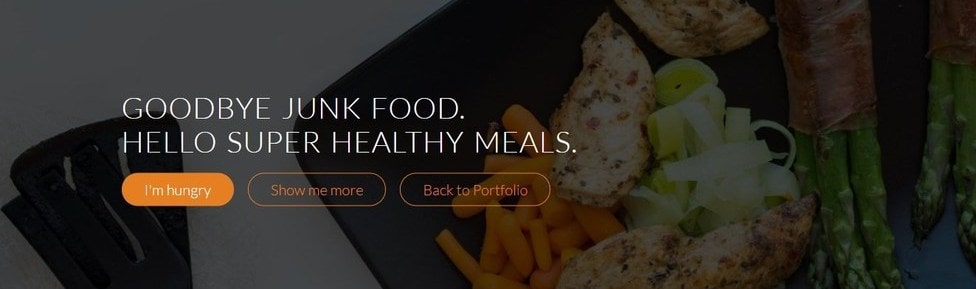 GOODBYE JUNK FOOD.
HELLO SUPER HEALTHY MEALS.
I'm hungry
Show me more
Back to Portfolio